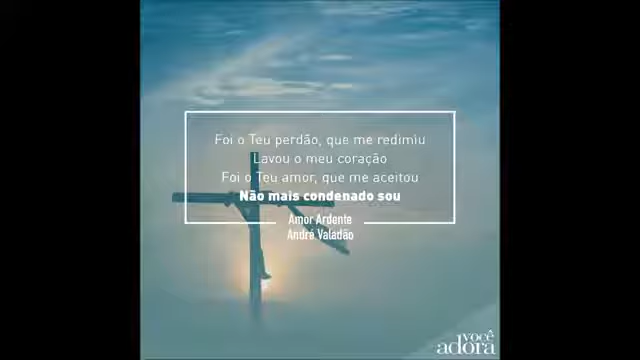 Foi o Teu perdão, que me redimiu
Lavou o meu coração
Foi o Teu amor, que me aceitou
Não mais condenado sou
Amor Ardente
André Valadão
você
adora